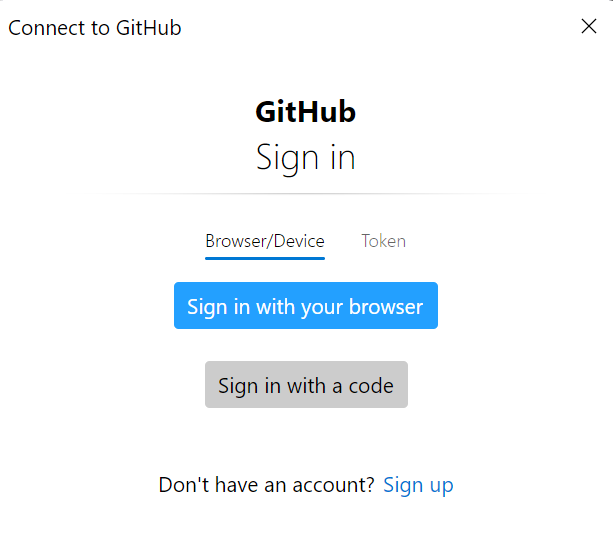 Connect to GitHub
GitHub
Sign in
Browser/Device Token
Sign in with your browser
Sign in with a code
Don't have an account? Sign up